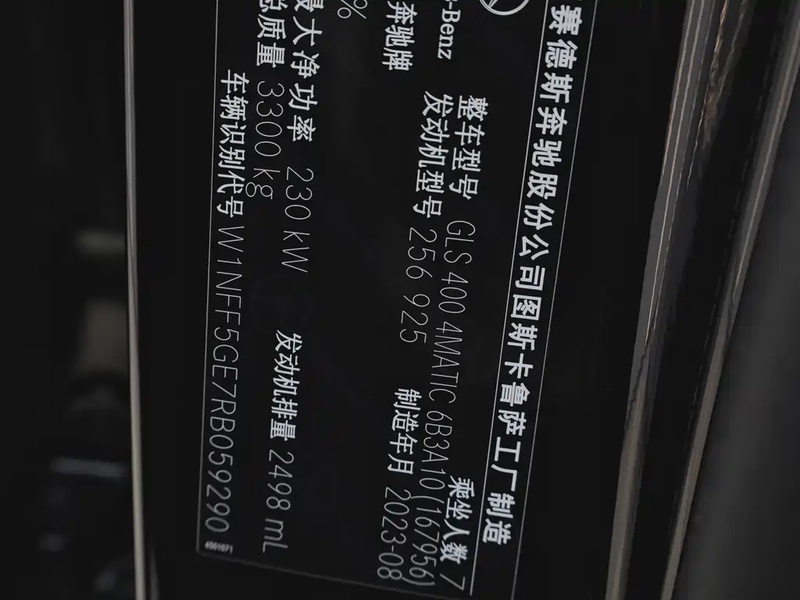 赛德斯奔驰股份公司图斯卡鲁萨工厂制造
-Benz
整车型号 GLS 400 4MATIC 6B3A10(167956)
乘坐人数 7
奔驰牌 发动机型号 256 925 制造年月 2023-08
%
最大净功率 230 kW 发动机排量 2498 mL
总质量 3300 kg
车辆识别代号 W1NFF5GE7RB059290